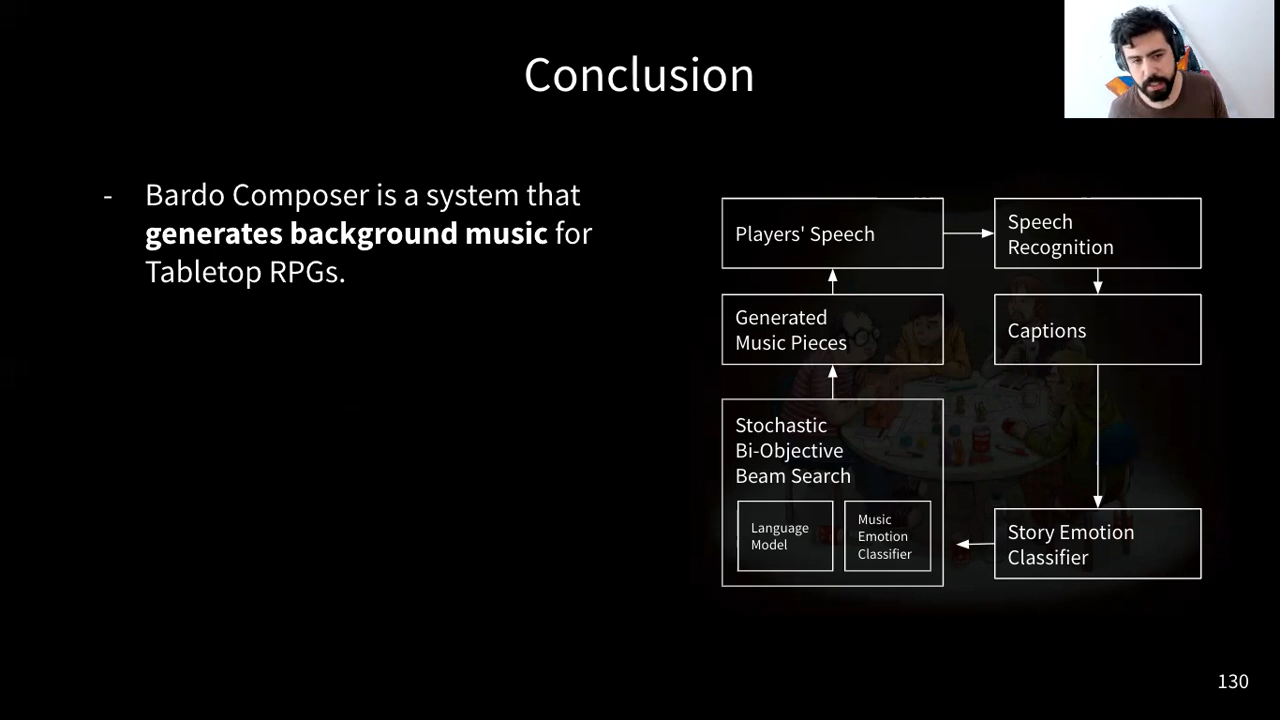 Conclusion
- Bardo Composer is a system that
generates background music for
Tabletop RPGs.
Players' Speech
Speech
Recognition
Generated
Music Pieces
Captions
Stochastic
Bi-Objective
Beam Search
Language
Model
Music
Emotion
Classifier
Story Emotion
Classifier
130